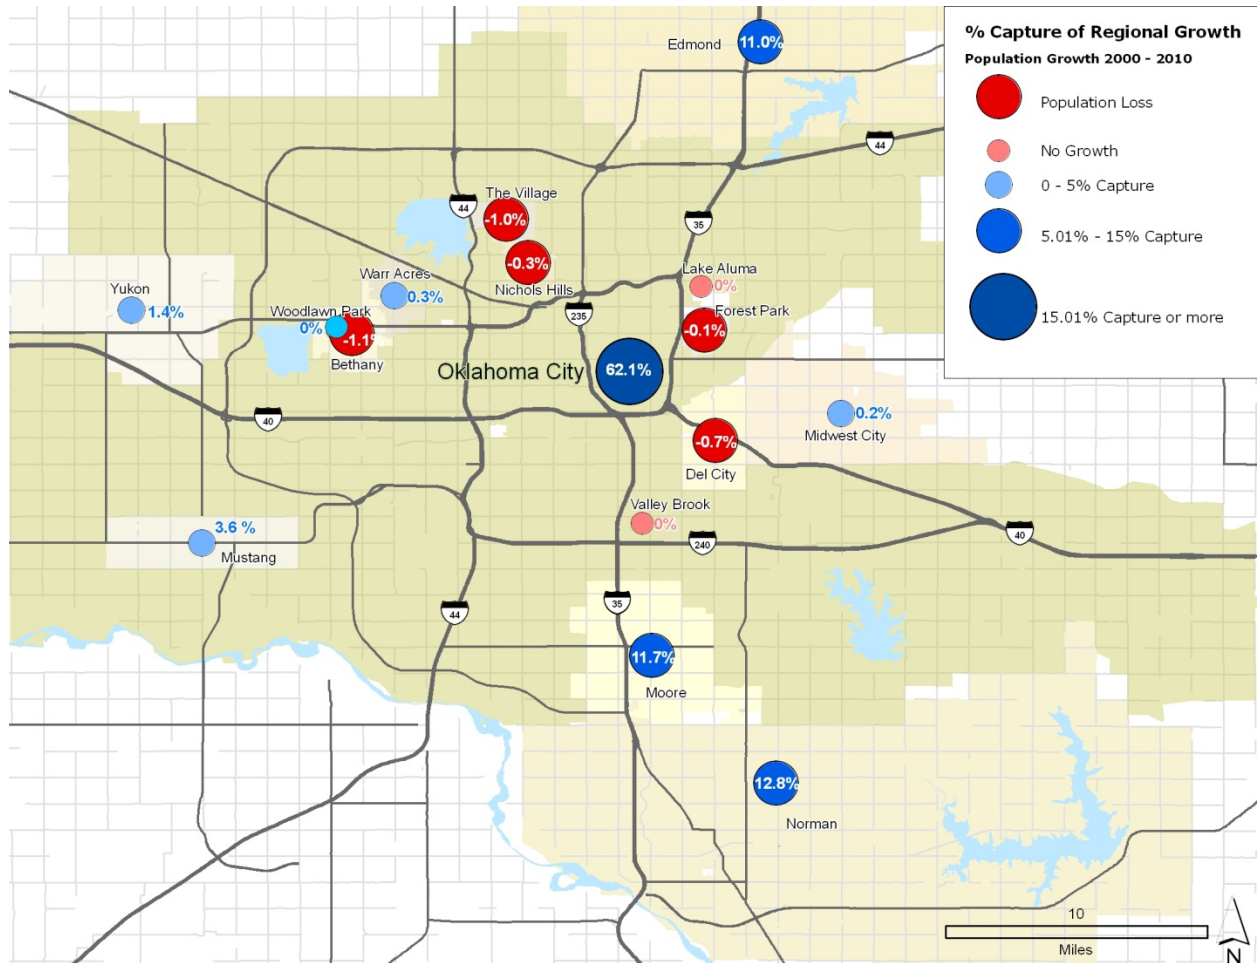 % Capture of Regional Growth
Population Growth 2000 - 2010
Population Loss
No Growth
0 - 5% Capture
5.01% - 15% Capture
15.01% Capture or more
Edmond
11.0%
44
The Village
44
-1.0%
35
-0.3%
Nichols Hills
Lake Aluma
0%
Warr Acres
0.3%
Yukon
1.4%
Woodlawn Park
0%
-1.1%
Bethany
235
Forest Park
-0.1%
Oklahoma City
62.1%
40
0.2%
Midwest City
-0.7%
Del City
Valley Brook
0%
3.6 %
Mustang
240
40
44
35
11.7%
Moore
12.8%
Norman
10
Miles
N